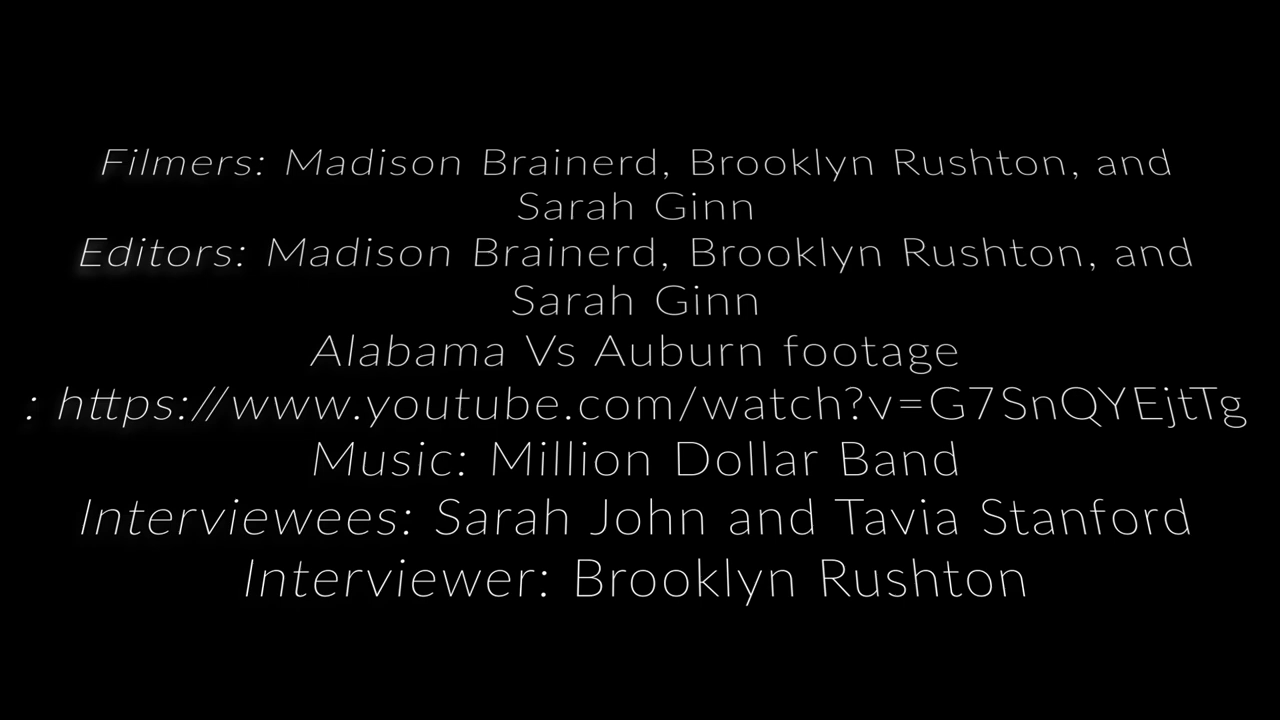 Filmers: Madison Brainerd, Brooklyn Rushton, and
Sarah Ginn
Editors: Madison Brainerd, Brooklyn Rushton, and
Sarah Ginn
Alabama Vs Auburn footage
: https://www.youtube.com/watch?v=G7SnQYEjtTg
Music: Million Dollar Band
Interviewees: Sarah John and Tavia Stanford
Interviewer: Brooklyn Rushton